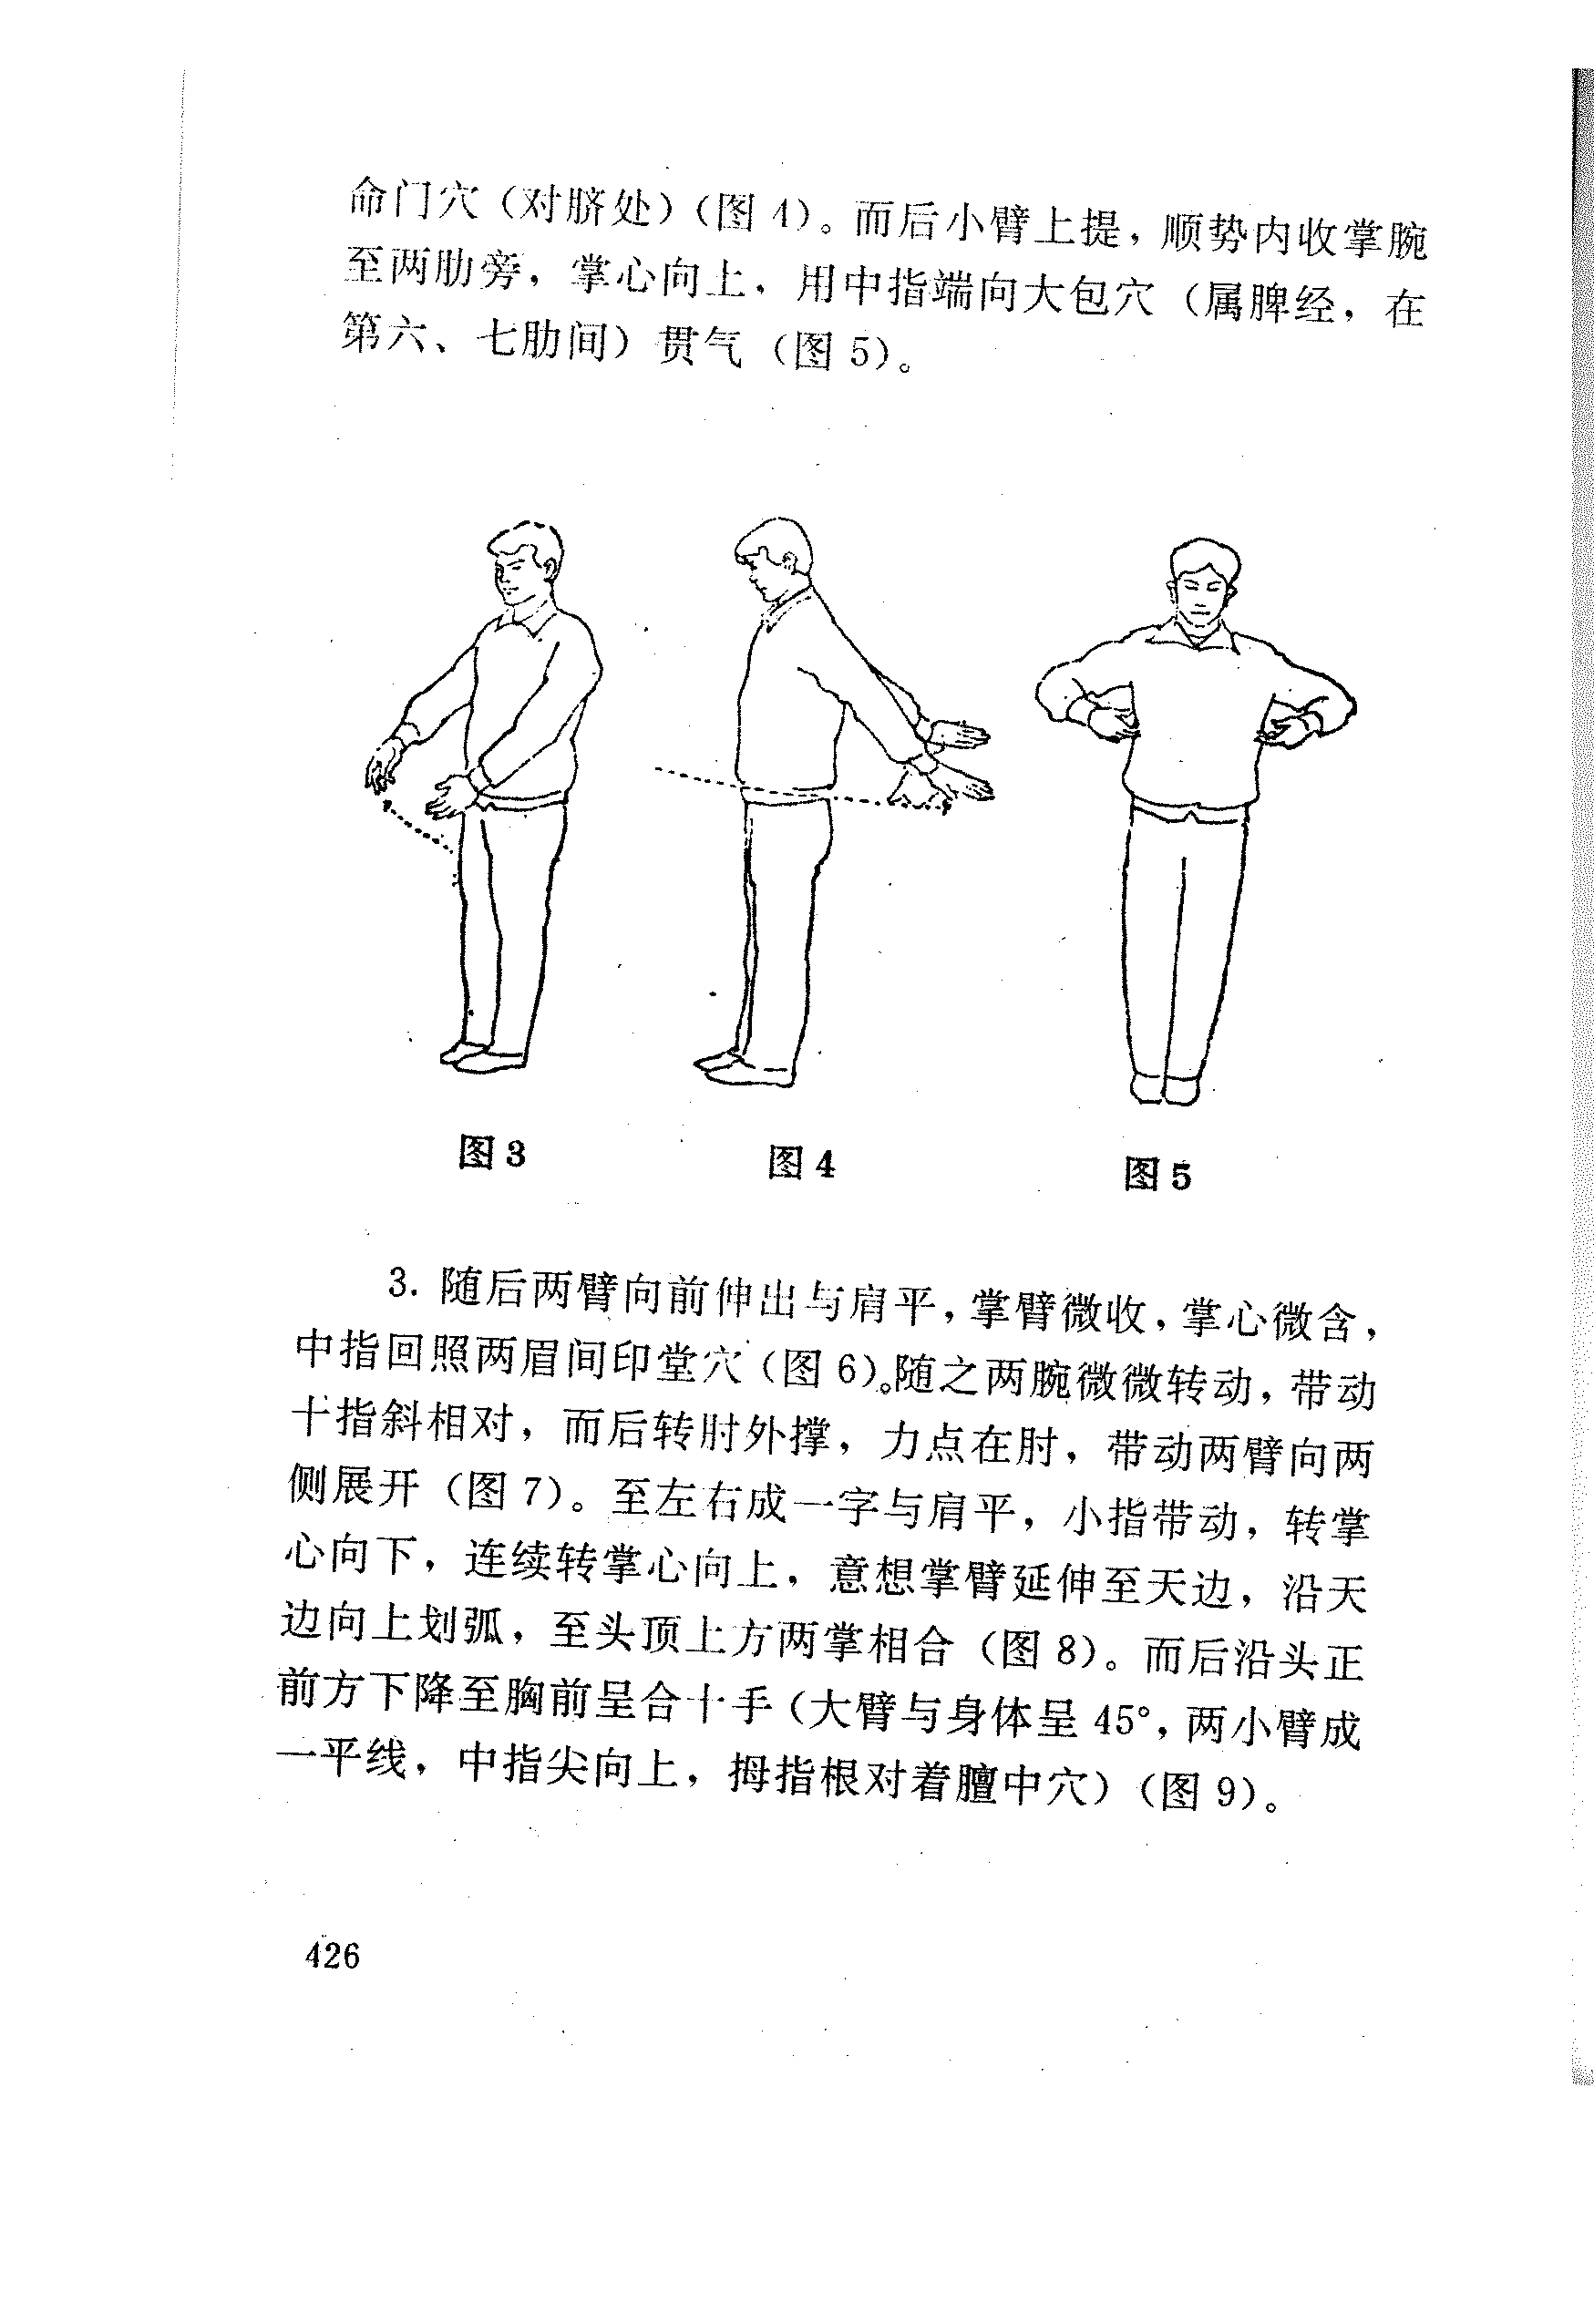 命门穴（对脐处）（图 4）。而后小臂上提，顺势内收掌腕
至两肋旁，掌心向上，用中指端向大包穴（属脾经，在
第六、七肋间）贯气（图 5）。
图 3
图 4
图 5
3. 随后两臂向前伸出与肩平，掌臂微收，掌心微含，
中指回照两眉间印堂穴（图 6）。随之两腕微微转动，带动
十指斜相对，而后转肘外撑，力点在肘，带动两臂向两
侧展开（图 7）。至左右成一字与肩平，小指带动，转掌
心向下，连续转掌心向上，意想掌臂延伸至天边，沿天
边向上划弧，至头顶上方两掌相合（图 8）。而后沿头正
前方下降至胸前呈合十手（大臂与身体呈 45°，两小臂成
一平线，中指尖向上，拇指根对着膻中穴）（图 9）。
426